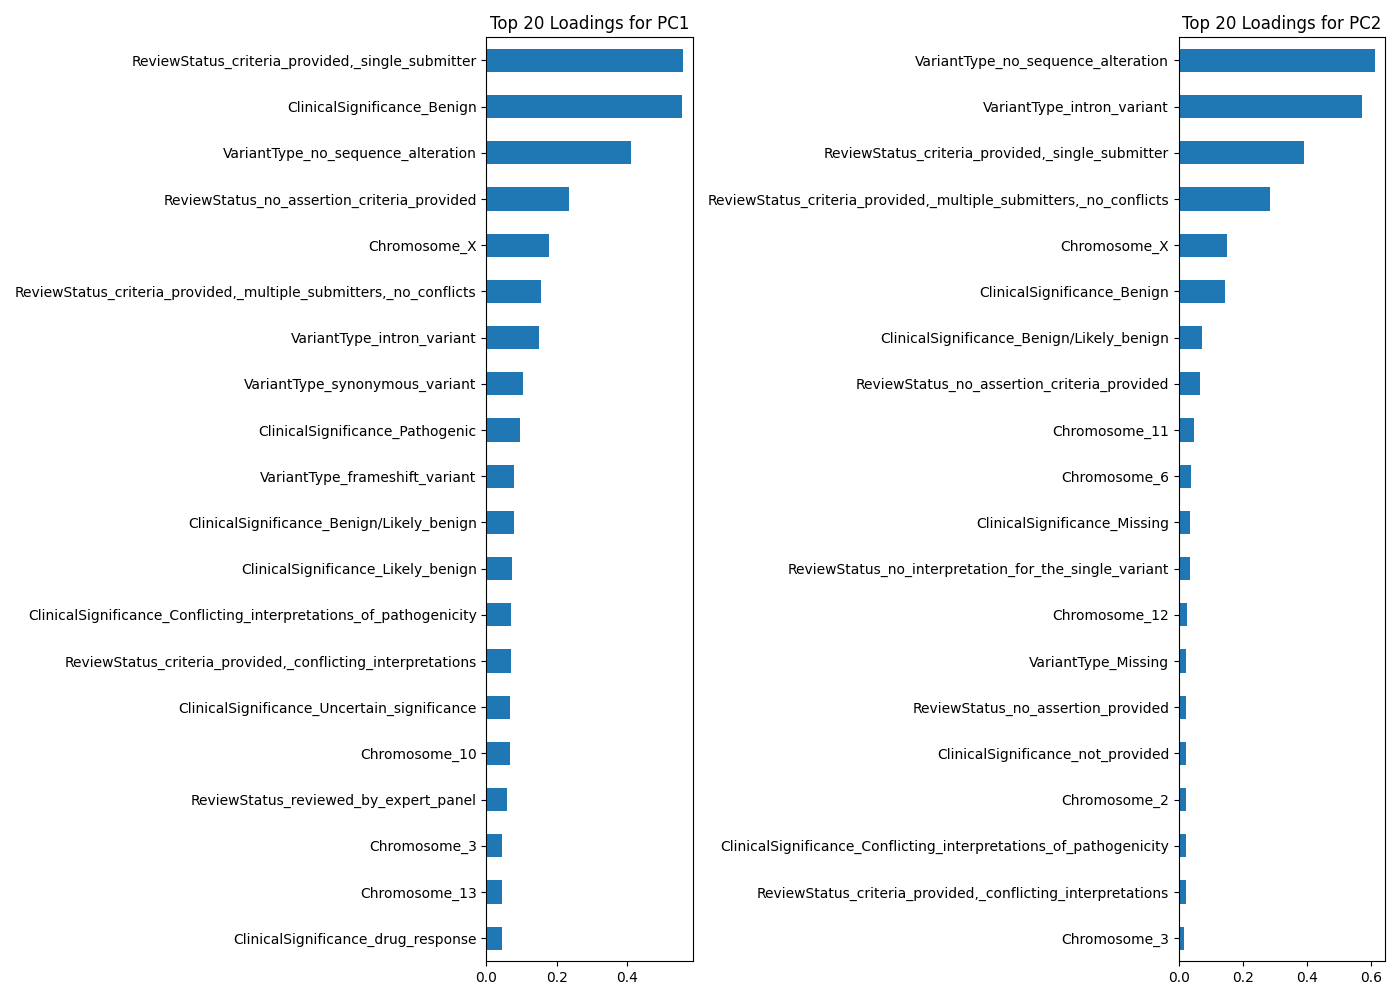 Top 20 Loadings for PC1
ReviewStatus_criteria_provided,_single_submitter
ClinicalSignificance_Benign
VariantType_no_sequence_alteration
ReviewStatus_no_assertion_criteria_provided
Chromosome_X
ReviewStatus_criteria_provided,_multiple_submitters,_no_conflicts
VariantType_intron_variant
VariantType_synonymous_variant
ClinicalSignificance_Pathogenic
VariantType_frameshift_variant
ClinicalSignificance_Benign/Likely_benign
ClinicalSignificance_Likely_benign
ClinicalSignificance_Conflicting_interpretations_of_pathogenicity
ReviewStatus_criteria_provided,_conflicting_interpretations
ClinicalSignificance_Uncertain_significance
Chromosome_10
ReviewStatus_reviewed_by_expert_panel
Chromosome_3
Chromosome_13
ClinicalSignificance_drug_response
0.0 0.2 0.4
Top 20 Loadings for PC2
VariantType_no_sequence_alteration
VariantType_intron_variant
ReviewStatus_criteria_provided,_single_submitter
ReviewStatus_criteria_provided,_multiple_submitters,_no_conflicts
Chromosome_X
ClinicalSignificance_Benign
ClinicalSignificance_Benign/Likely_benign
ReviewStatus_no_assertion_criteria_provided
Chromosome_11
Chromosome_6
ClinicalSignificance_Missing
ReviewStatus_no_interpretation_for_the_single_variant
Chromosome_12
VariantType_Missing
ReviewStatus_no_assertion_provided
ClinicalSignificance_not_provided
Chromosome_2
ClinicalSignificance_Conflicting_interpretations_of_pathogenicity
ReviewStatus_criteria_provided,_conflicting_interpretations
Chromosome_3
0.0 0.2 0.4 0.6